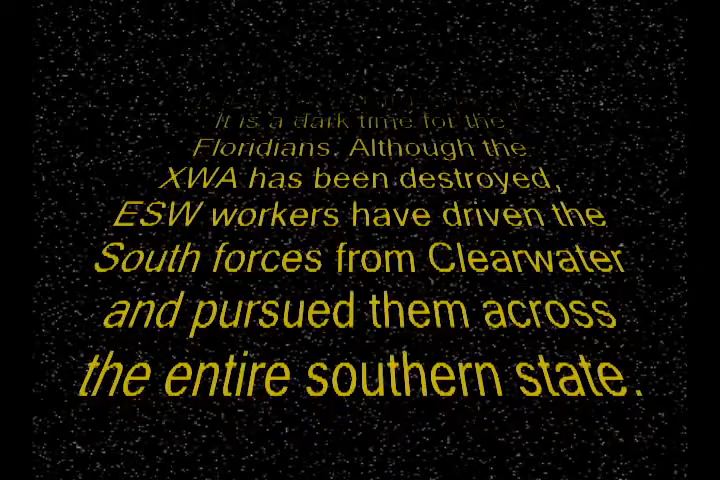 It is a dark time for the
Floridians. Although the
XWA has been destroyed,
ESW workers have driven the
South forces from Clearwater
and pursued them across
the entire southern state.